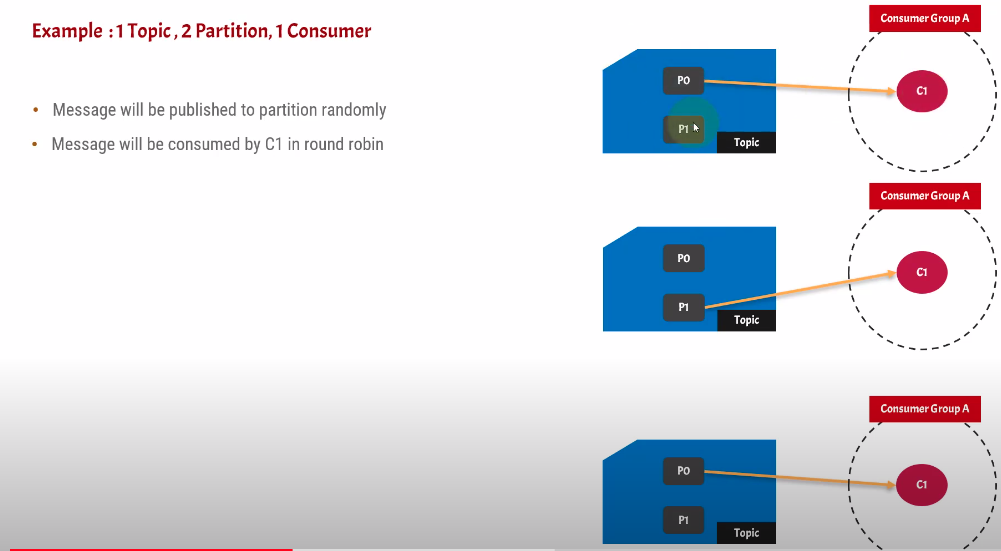 Example : 1 Topic , 2 Partition, 1 Consumer
• Message will be published to partition randomly
• Message will be consumed by C1 in round robin
Consumer Group A
P0
C1
P1
Topic
Consumer Group A
P0
C1
P1
Topic
Consumer Group A
P0
C1
P1
Topic